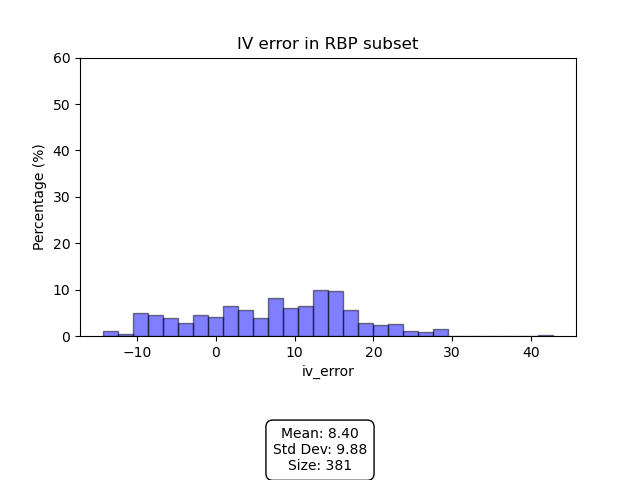 IV error in RBP subset
60
50
40
30
20
10
0
Percentage (%)
−10 0 10 20 30 40
iv_error
Mean: 8.40
Std Dev: 9.88
Size: 381